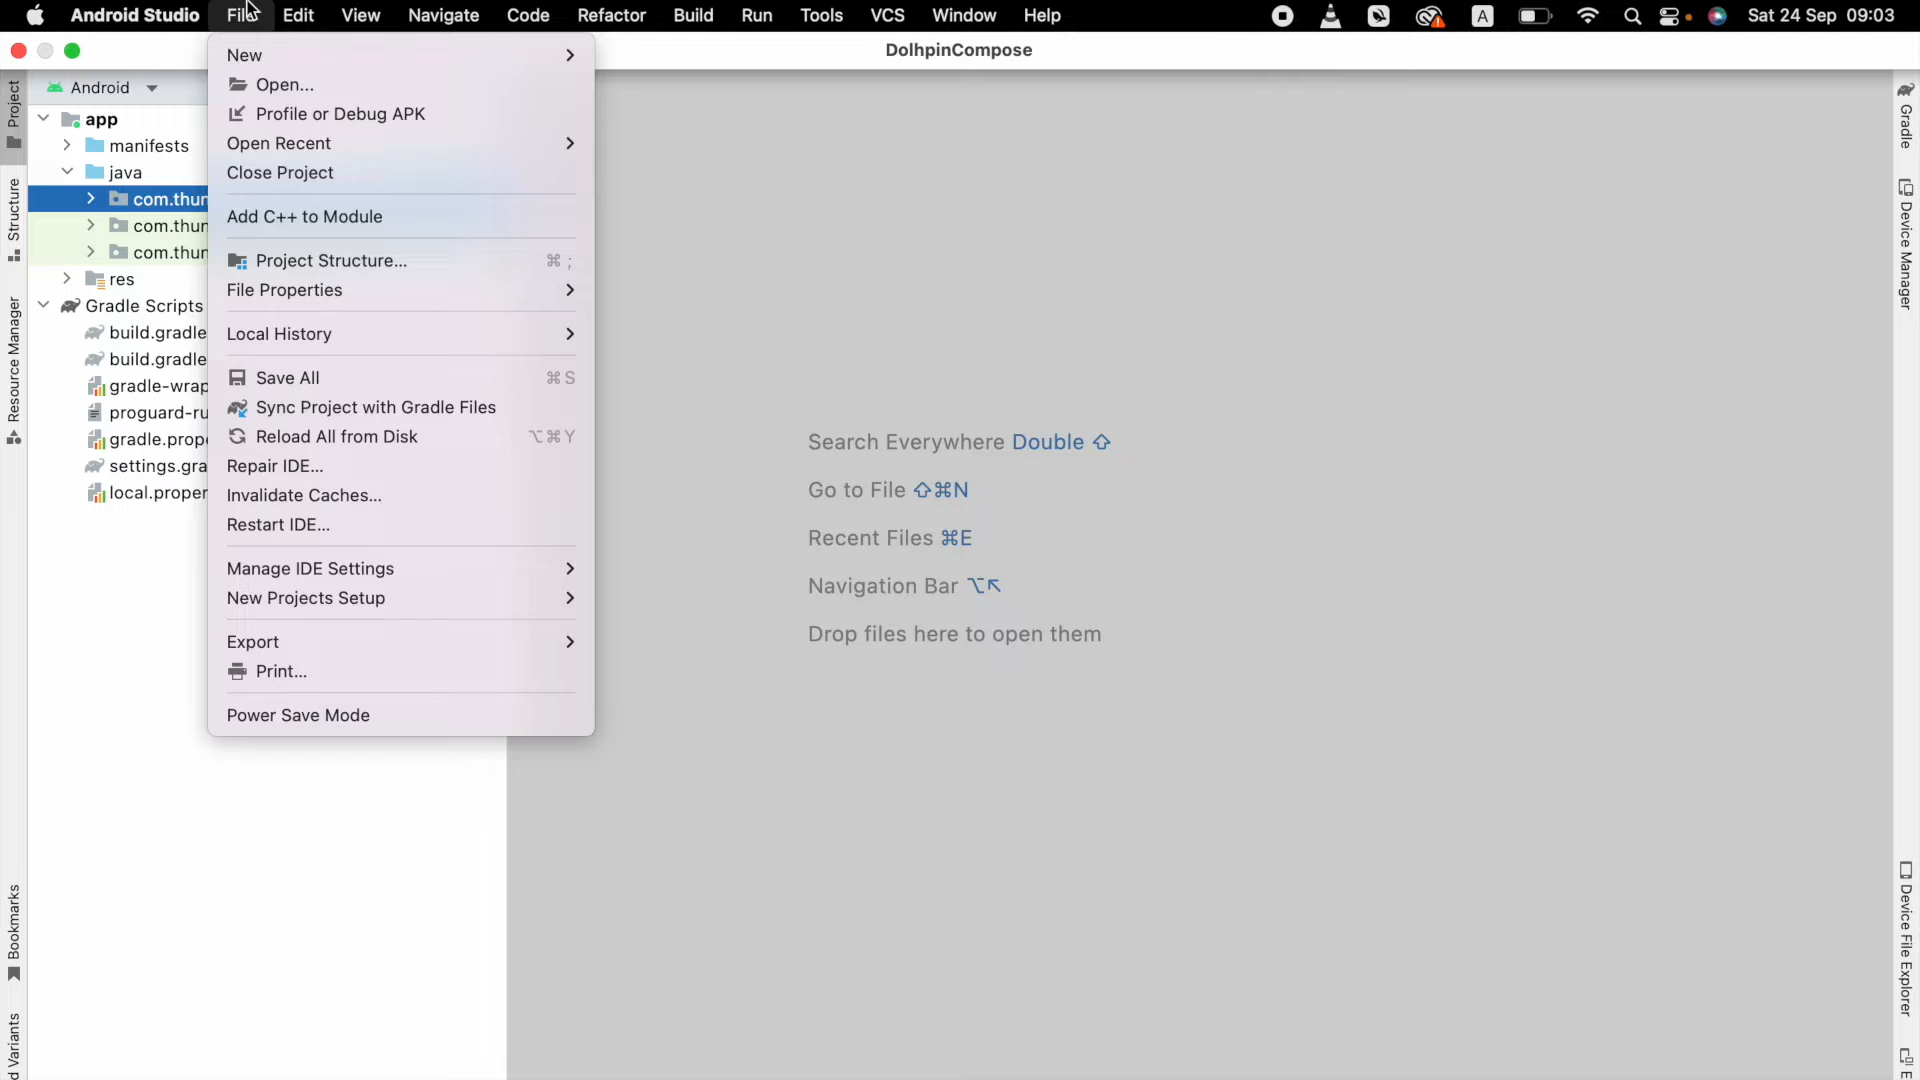 Android Studio File Edit View Navigate Code Refactor Build Run Tools VCS Window Help A Sat 24 Sep 09:03
DolhpinCompose
Project
Structure
Resource Manager
Bookmarks
d Variants
Android
app
manifests
java
com.thun
com.thun
com.thun
res
Gradle Scripts
build.gradle
build.gradle
gradle-wrap
proguard-ru
gradle.prope
settings.gra
local.proper
New
Open...
Profile or Debug APK
Open Recent
Close Project
Add C++ to Module
Project Structure... ⌘ ;
File Properties
Local History
Save All ⌘ S
Sync Project with Gradle Files
Reload All from Disk ⌥⌘Y
Repair IDE...
Invalidate Caches...
Restart IDE...
Manage IDE Settings
New Projects Setup
Export
Print...
Power Save Mode
Search Everywhere Double ⇧
Go to File ⇧⌘N
Recent Files ⌘E
Navigation Bar ⌥↖
Drop files here to open them
Gradle
Device Manager
Device File Explorer
E